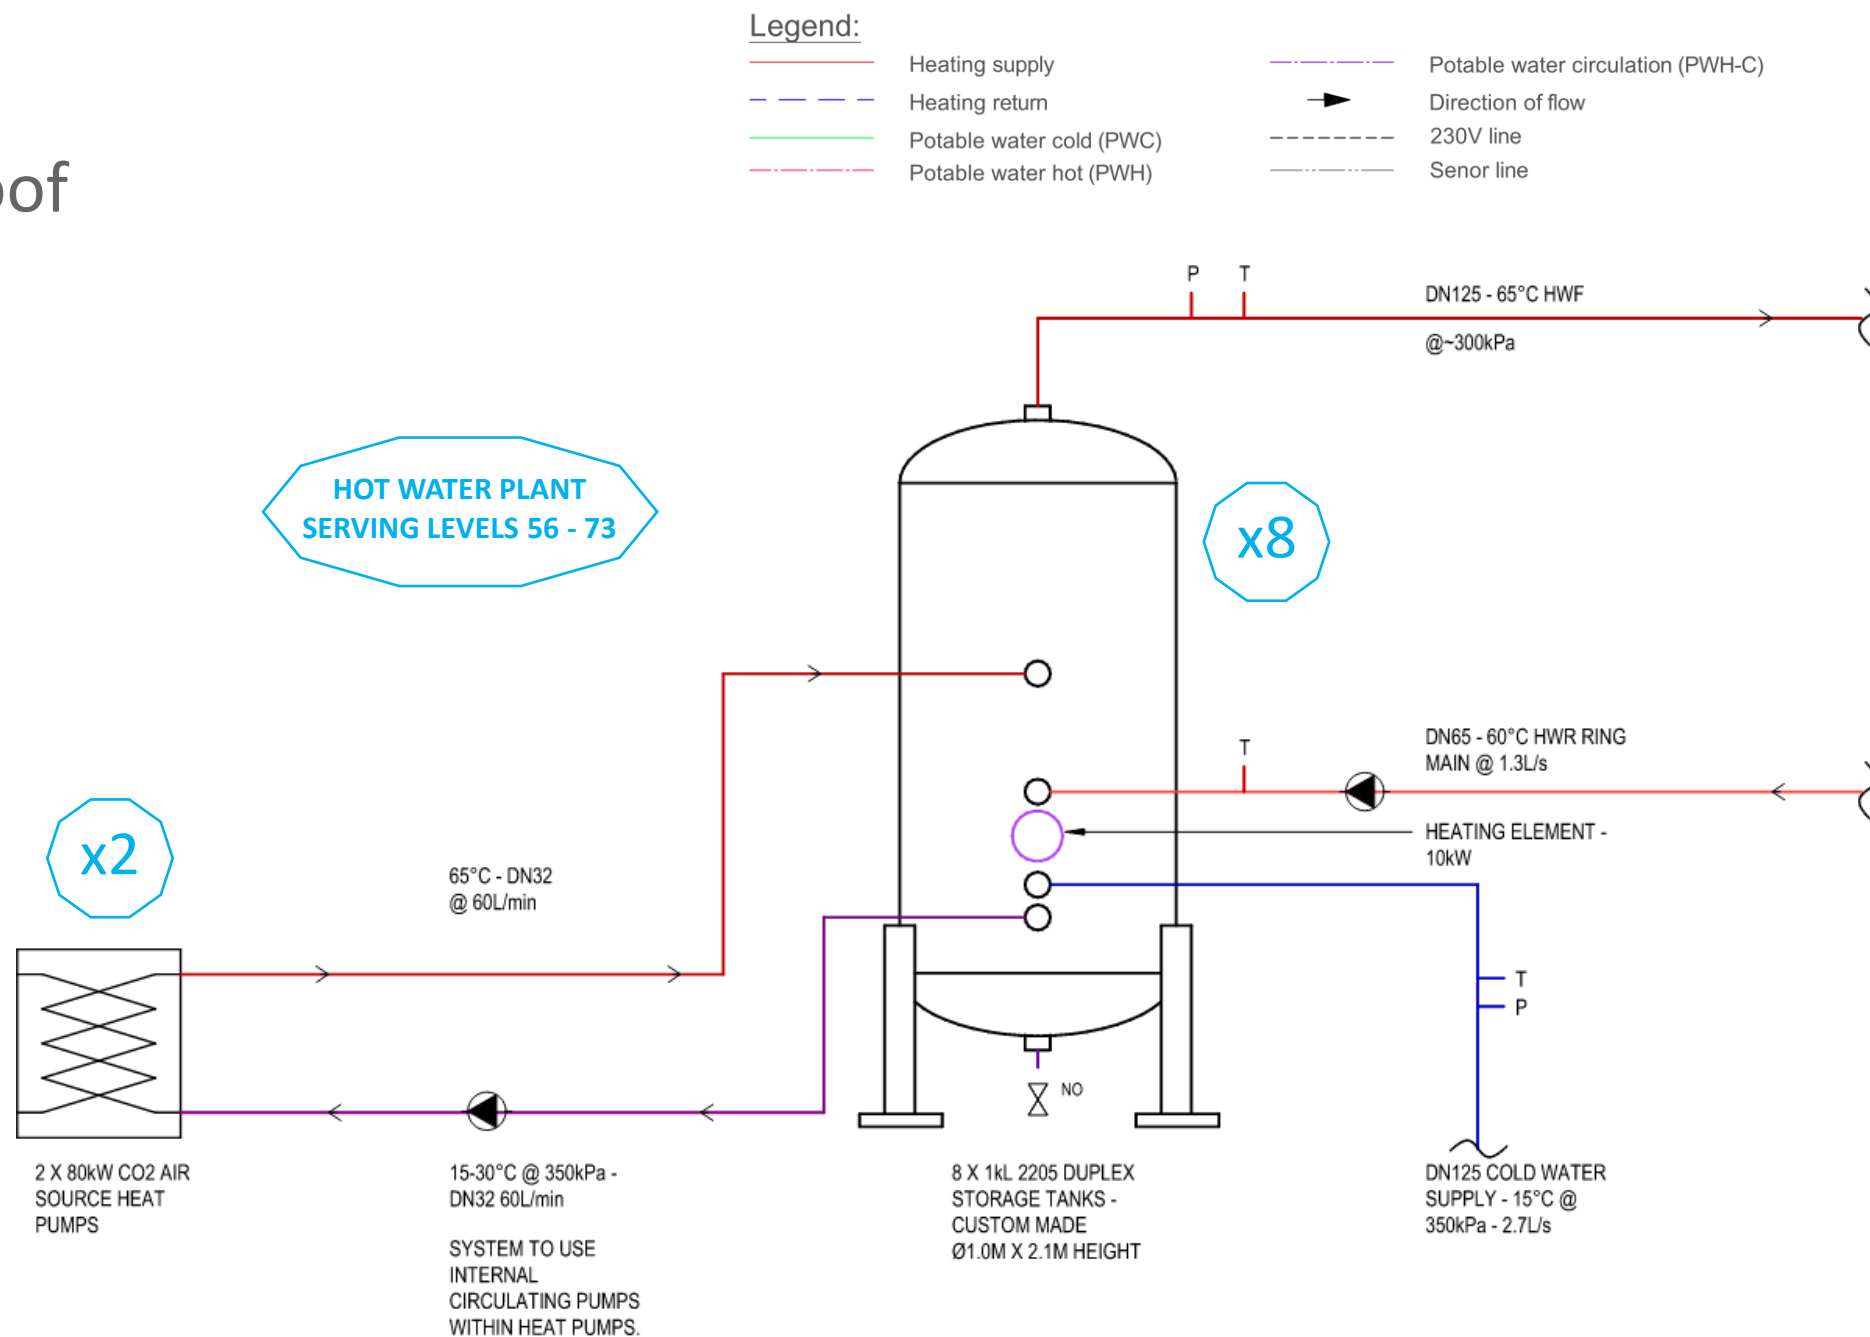 Legend:
Heating supply
Heating return
Potable water cold (PWC)
Potable water hot (PWH)
Potable water circulation (PWH-C)
Direction of flow
230V line
Senor line
P T
DN125 - 65°C HWF
@~300kPa
HOT WATER PLANT
SERVING LEVELS 56 - 73
x8
T
DN65 - 60°C HWR RING
MAIN @ 1.3L/s
HEATING ELEMENT -
10kW
x2
65°C - DN32
@ 60L/min
T
P
NO
2 X 80kW CO2 AIR
SOURCE HEAT
PUMPS
15-30°C @ 350kPa -
DN32 60L/min
SYSTEM TO USE
INTERNAL
CIRCULATING PUMPS
WITHIN HEAT PUMPS.
8 X 1kL 2205 DUPLEX
STORAGE TANKS -
CUSTOM MADE
Ø1.0M X 2.1M HEIGHT
DN125 COLD WATER
SUPPLY - 15°C @
350kPa - 2.7L/s